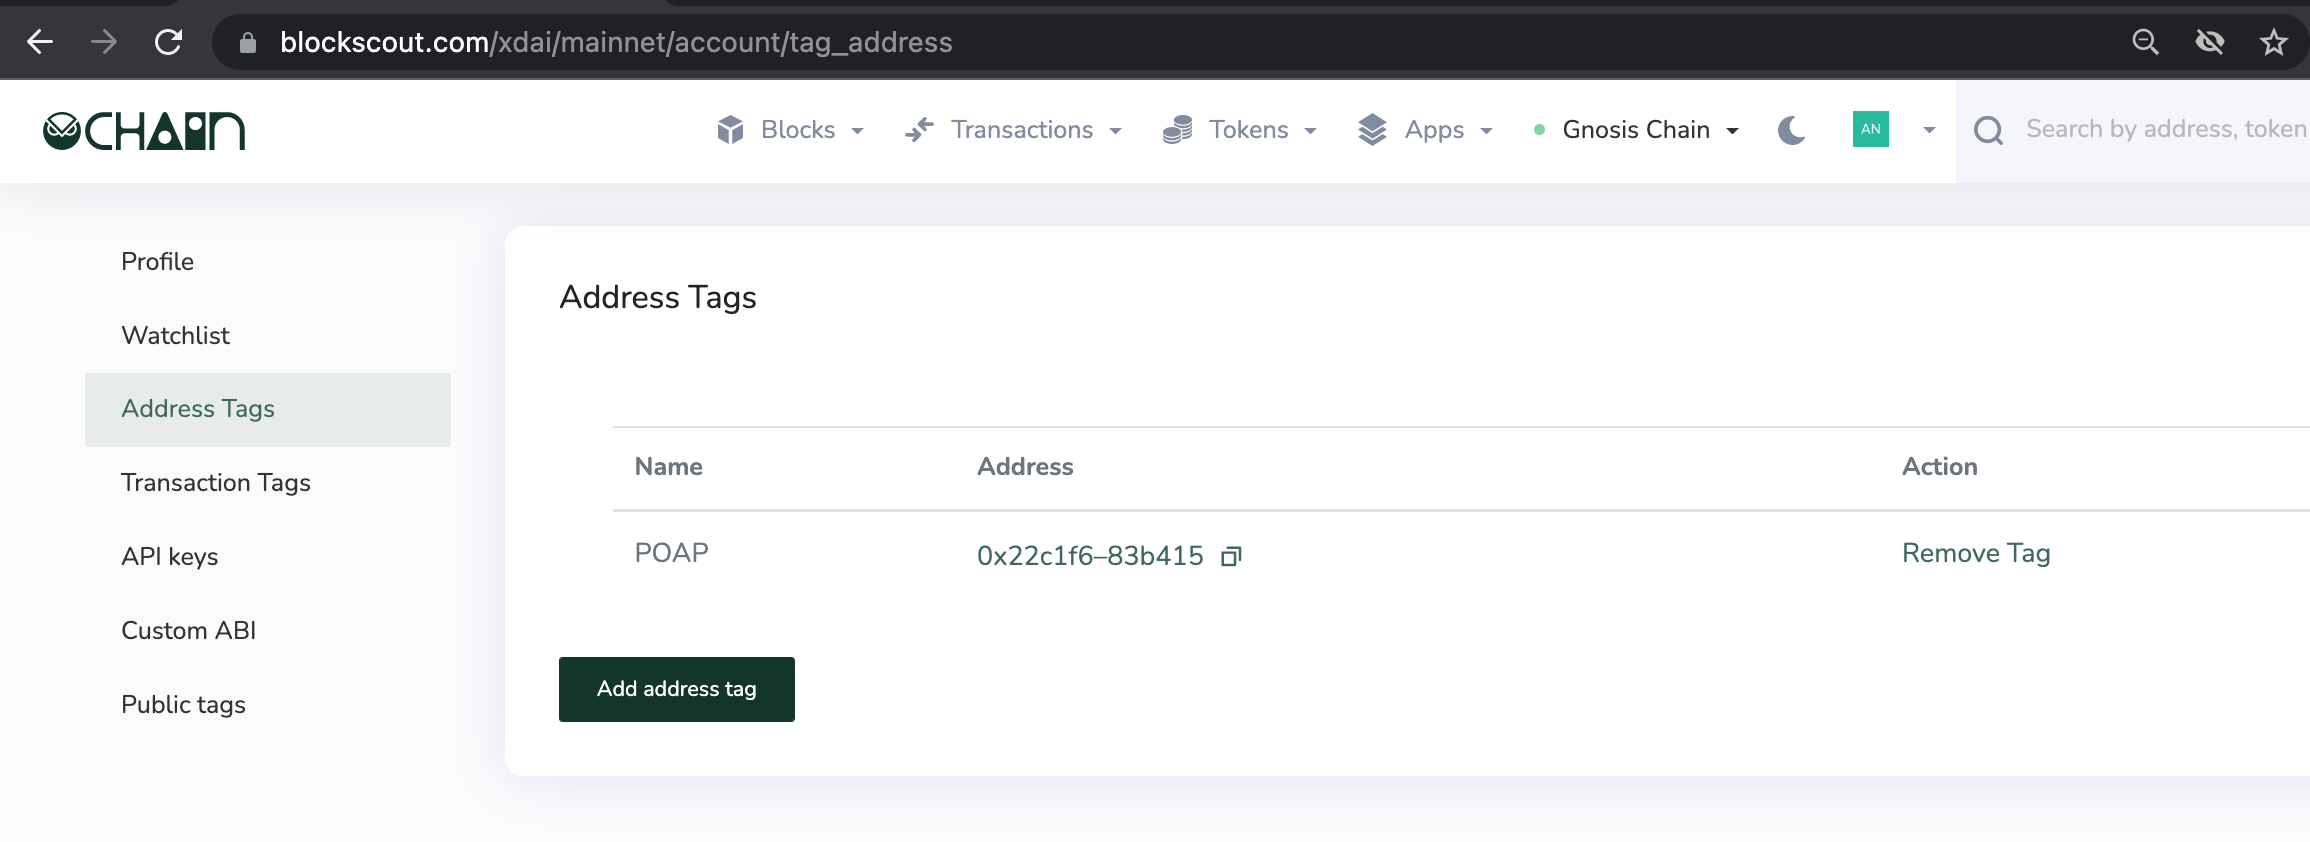 blockscout.com/xdai/mainnet/account/tag_address
CHAIN
Blocks
Transactions
Tokens
Apps
Gnosis Chain
AN
Search by address, token
Profile
Watchlist
Address Tags
Transaction Tags
API keys
Custom ABI
Public tags
Address Tags
Name Address Action
POAP 0x22c1f6–83b415 Remove Tag
Add address tag